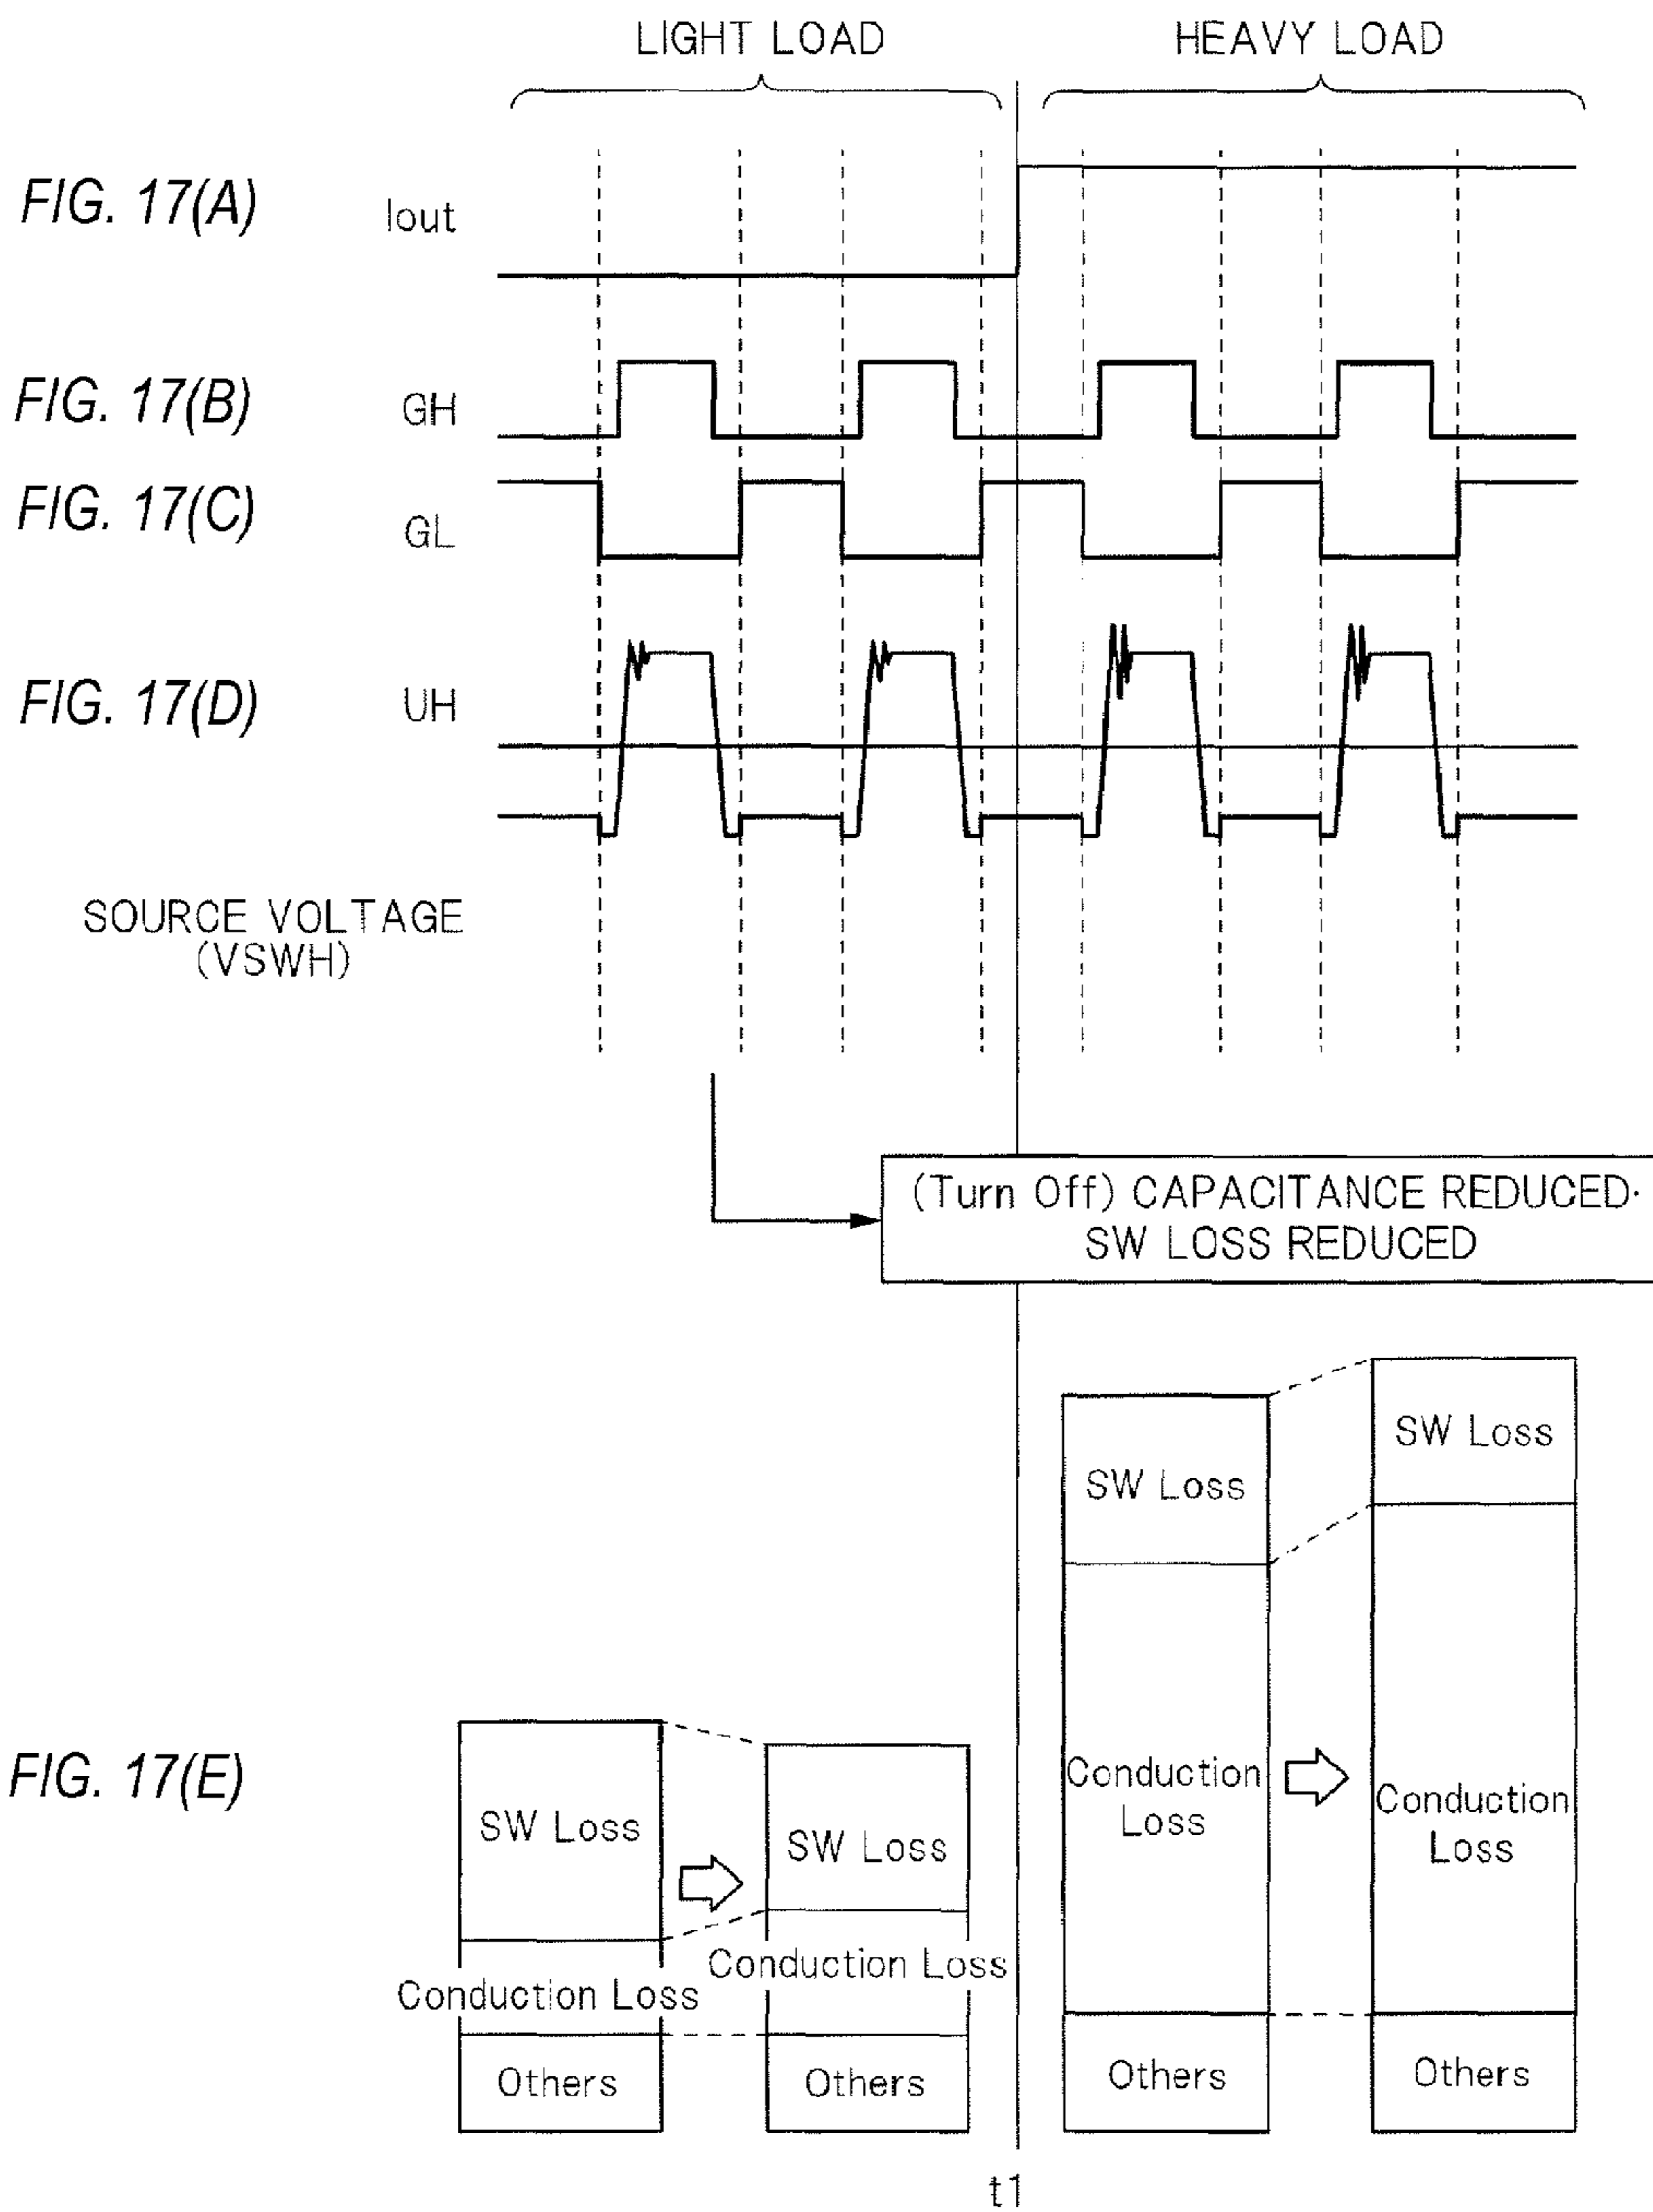 LIGHT LOAD
HEAVY LOAD
FIG. 17(A)
Iout
FIG. 17(B)
GH
FIG. 17(C)
GL
FIG. 17(D)
UH
SOURCE VOLTAGE
(VSWH)
(Turn Off) CAPACITANCE REDUCED·
SW LOSS REDUCED
FIG. 17(E)
SW Loss
Conduction Loss
Others
SW Loss
Conduction Loss
Others
SW Loss
Conduction
Loss
Others
SW Loss
Conduction
Loss
Others
t1